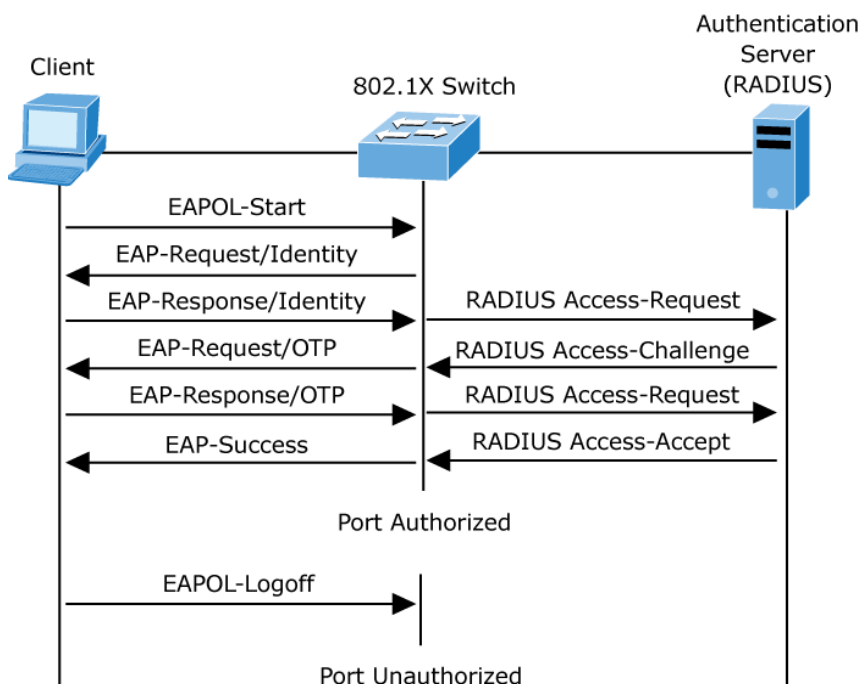 Authentication
Server
(RADIUS)
Client
802.1X Switch
EAPOL-Start
EAP-Request/Identity
EAP-Response/Identity
RADIUS Access-Request
EAP-Request/OTP
RADIUS Access-Challenge
EAP-Response/OTP
RADIUS Access-Request
EAP-Success
RADIUS Access-Accept
Port Authorized
EAPOL-Logoff
Port Unauthorized